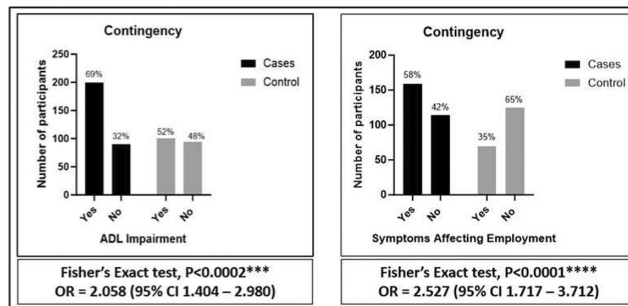 Contingency
Number of participants
250
200
150
100
50
0
69%
32%
52%
48%
Cases
Control
Yes
No
Yes
No
ADL Impairment
Fisher's Exact test, P<0.0002***
OR = 2.058 (95% CI 1.404 – 2.980)
Contingency
Number of participants
200
150
100
50
0
58%
42%
35%
65%
Cases
Control
Yes
No
Yes
No
Symptoms Affecting Employment
Fisher's Exact test, P<0.0001****
OR = 2.527 (95% CI 1.717 – 3.712)